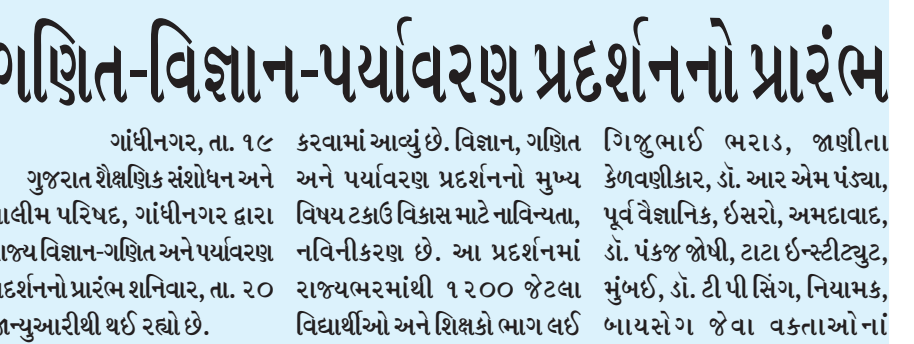 ગણિત-વિજ્ઞાન-પર્યાવરણ પ્રદર્શનનો પ્રારંભ
ગાંધીનગર, તા. ૧૯
ગુજરાત શૈક્ષણિક સંશોધન અને
તાલીમ પરિષદ, ગાંધીનગર દ્વારા
રાજ્ય વિજ્ઞાન-ગણિત અને પર્યાવરણ
પ્રદર્શનનો પ્રારંભ શનિવાર, તા. ૨૦
જાન્યુઆરીથી થઈ રહ્યો છે.
કરવામાં આવ્યું છે. વિજ્ઞાન, ગણિત
અને પર્યાવરણ પ્રદર્શનનો મુખ્ય
વિષય ટકાઉ વિકાસ માટે નાવિન્યતા,
નવિનીકરણ છે. આ પ્રદર્શનમાં
રાજ્યભરમાંથી ૧૨૦૦ જેટલા
વિદ્યાર્થીઓ અને શિક્ષકો ભાગ લઈ
ગિજુભાઈ ભરાડ, જાણીતા
કેળવણીકાર, ડૉ. આર એમ પંડ્યા,
પૂર્વ વૈજ્ઞાનિક, ઇસરો, અમદાવાદ,
ડૉ. પંકજ જોષી, ટાટા ઇન્સ્ટીટ્યુટ,
મુંબઈ, ડૉ. ટી પી સિંગ, નિયામક,
બાયસેગ જેવા વક્તાઓનાં